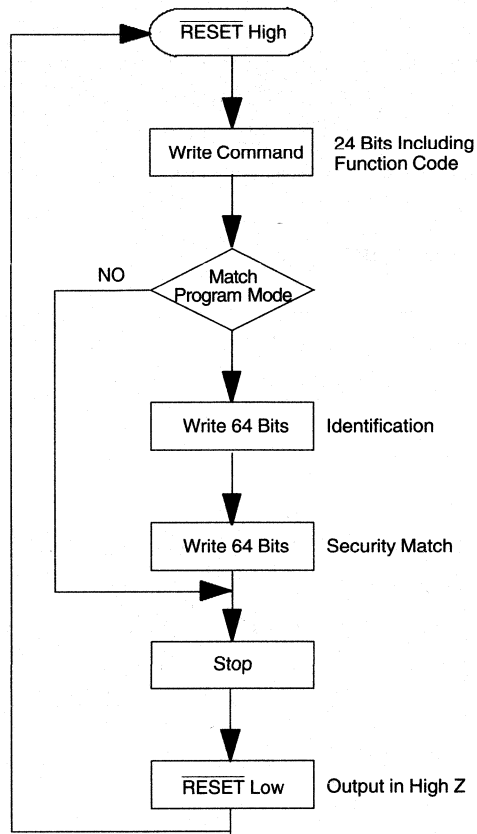 RESET High
Write Command
24 Bits Including
Function Code
NO
Match
Program Mode
Write 64 Bits
Identification
Write 64 Bits
Security Match
Stop
RESET Low
Output in High Z